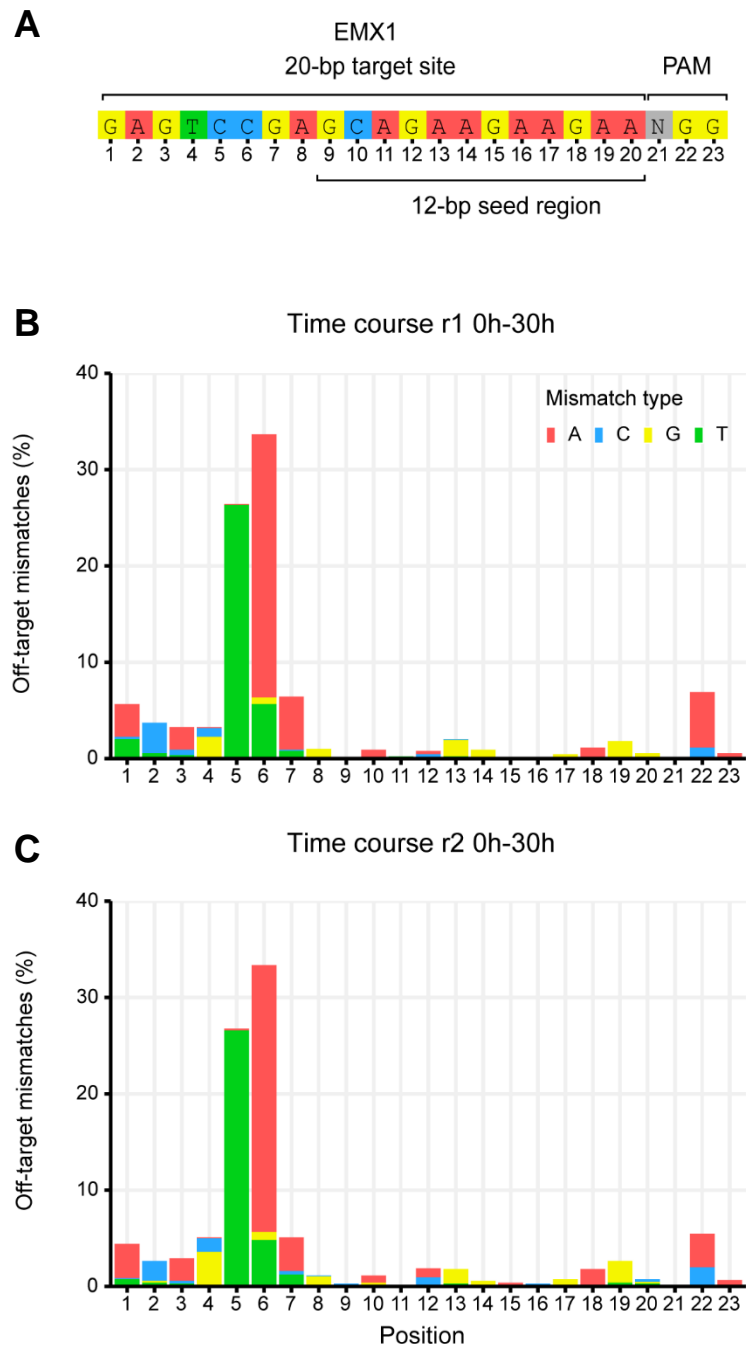 A
EMX1
20-bp target site PAM
G A G T C C G A G C A G A A G A A G A A N G G
1 2 3 4 5 6 7 8 9 10 11 12 13 14 15 16 17 18 19 20 21 22 23
12-bp seed region
B
Time course r1 0h-30h
Off-target mismatches (%)
40
30
20
10
0
Mismatch type
A C G T
1 2 3 4 5 6 7 8 9 10 11 12 13 14 15 16 17 18 19 20 21 22 23
C
Time course r2 0h-30h
Off-target mismatches (%)
40
30
20
10
0
1 2 3 4 5 6 7 8 9 10 11 12 13 14 15 16 17 18 19 20 21 22 23
Position